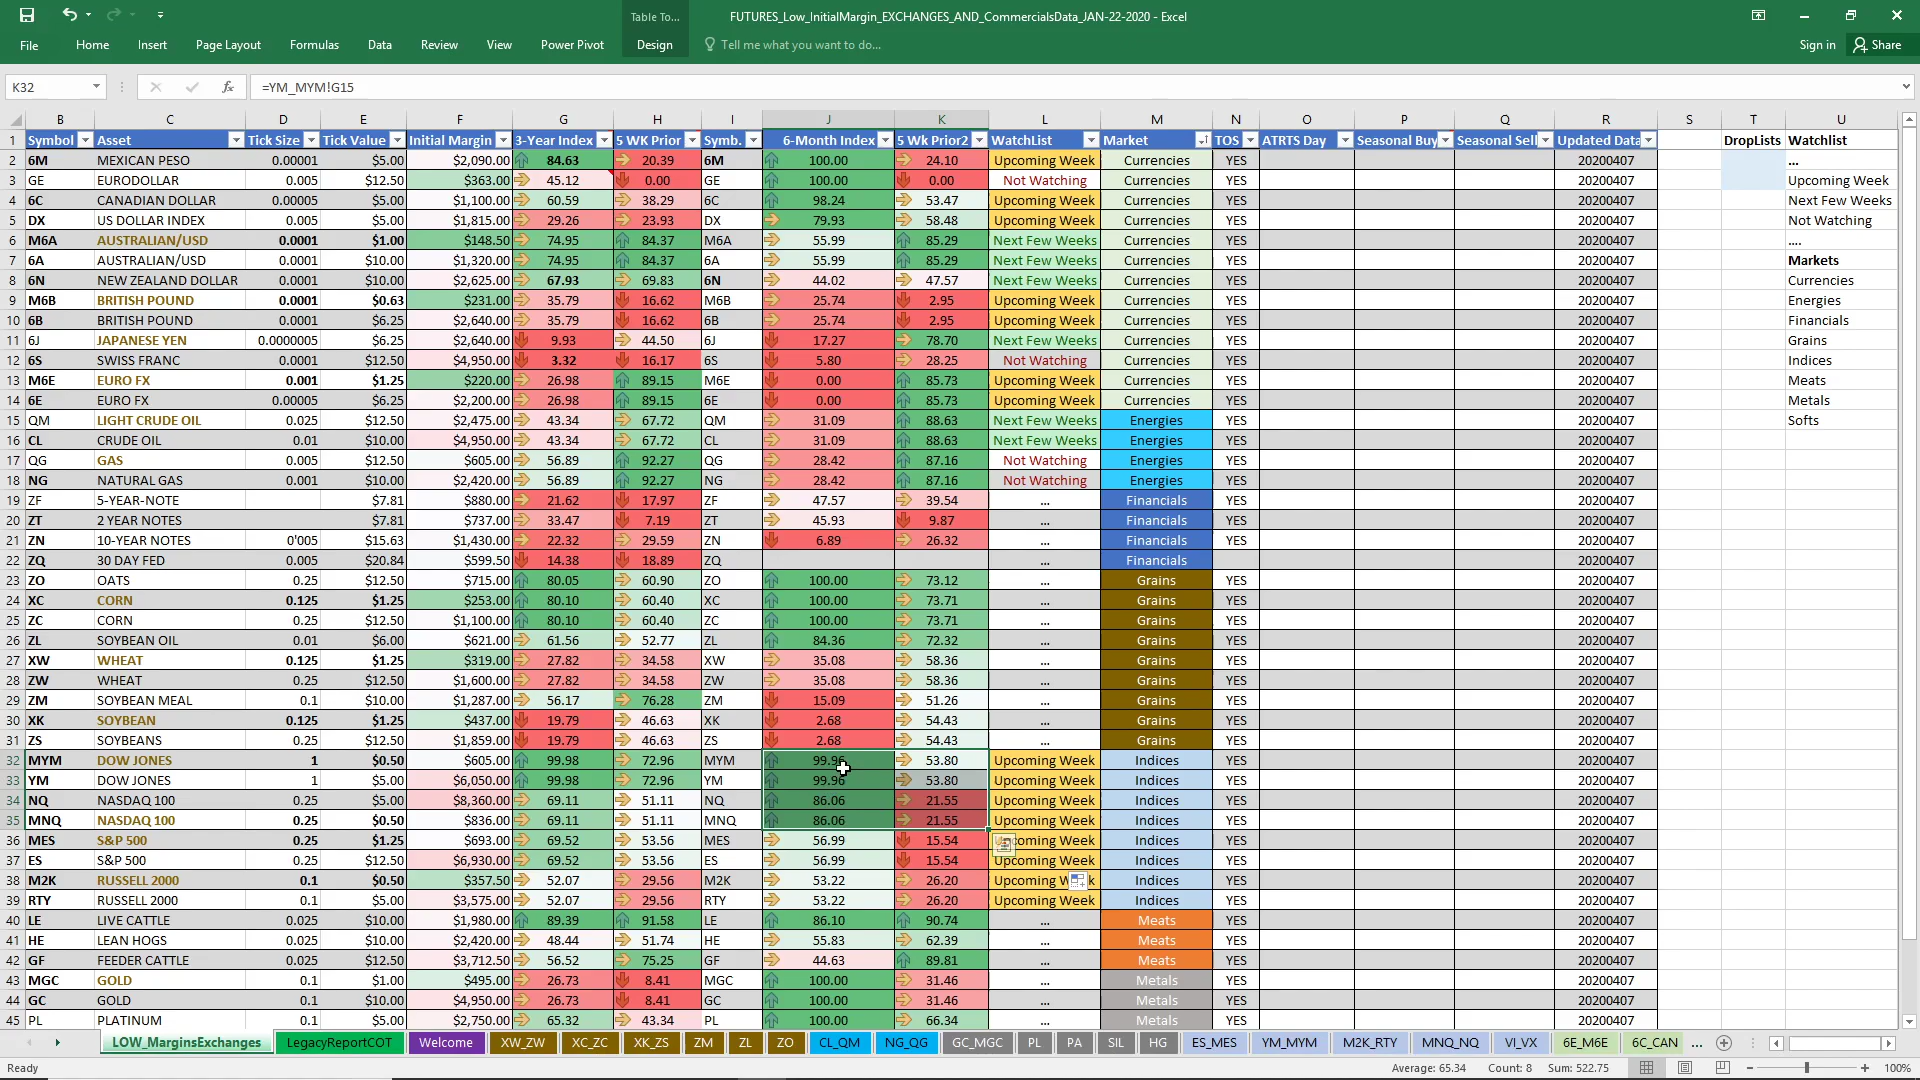 Table To...
FUTURES_Low_InitialMargin_EXCHANGES_AND_CommercialsData_JAN-22-2020 - Excel
File Home Insert Page Layout Formulas Data Review View Power Pivot Design Tell me what you want to do... Sign in Share
K32 fx =YM_MYM!G15
B C D E F G H I J K L M N O P Q R S T U
1 Symbol Asset Tick Size Tick Value Initial Margin 3-Year Index 5 WK Prior Symb. 6-Month Index 5 WK Prior2 WatchList Market TOS ATRTS Day Seasonal Buy Seasonal Sell Updated Data DropLists Watchlist
2 6M MEXICAN PESO 0.00001 $5.00 $2,090.00 84.63 20.39 6M 100.00 24.10 Upcoming Week Currencies YES 20200407 ...
3 GE EURODOLLAR 0.005 $12.50 $363.00 45.12 0.00 GE 100.00 0.00 Not Watching Currencies YES 20200407 Upcoming Week
4 6C CANADIAN DOLLAR 0.00005 $5.00 $1,100.00 60.59 38.29 6C 98.24 53.47 Upcoming Week Currencies YES 20200407 Next Few Weeks
5 DX US DOLLAR INDEX 0.005 $5.00 $1,815.00 29.26 23.93 DX 79.93 58.48 Upcoming Week Currencies YES 20200407 Not Watching
6 M6A AUSTRALIAN/USD 0.0001 $1.00 $148.50 74.95 84.37 M6A 55.99 85.29 Next Few Weeks Currencies YES 20200407 ....
7 6A AUSTRALIAN/USD 0.0001 $10.00 $1,320.00 74.95 84.37 6A 55.99 85.29 Next Few Weeks Currencies YES 20200407 Markets
8 6N NEW ZEALAND DOLLAR 0.0001 $10.00 $2,625.00 67.93 69.83 6N 44.02 47.57 Next Few Weeks Currencies YES 20200407 Currencies
9 M6B BRITISH POUND 0.0001 $0.63 $231.00 35.79 16.62 M6B 25.74 2.95 Upcoming Week Currencies YES 20200407 Energies
10 6B BRITISH POUND 0.0001 $6.25 $2,640.00 35.79 16.62 6B 25.74 2.95 Upcoming Week Currencies YES 20200407 Financials
11 6J JAPANESE YEN 0.0000005 $6.25 $2,640.00 9.93 44.50 6J 17.27 78.70 Next Few Weeks Currencies YES 20200407 Grains
12 6S SWISS FRANC 0.0001 $12.50 $4,950.00 3.32 16.17 6S 5.80 28.25 Not Watching Currencies YES 20200407 Indices
13 M6E EURO FX 0.001 $1.25 $220.00 26.98 89.15 M6E 0.00 85.73 Upcoming Week Currencies YES 20200407 Meats
14 6E EURO FX 0.00005 $6.25 $2,200.00 26.98 89.15 6E 0.00 85.73 Upcoming Week Currencies YES 20200407 Metals
15 QM LIGHT CRUDE OIL 0.025 $12.50 $2,475.00 43.34 67.72 QM 31.09 88.63 Next Few Weeks Energies YES 20200407 Softs
16 CL CRUDE OIL 0.01 $10.00 $4,950.00 43.34 67.72 CL 31.09 88.63 Next Few Weeks Energies YES 20200407
17 QG GAS 0.005 $12.50 $605.00 56.89 92.27 QG 28.42 87.16 Not Watching Energies YES 20200407
18 NG NATURAL GAS 0.001 $10.00 $2,420.00 56.89 92.27 NG 28.42 87.16 Not Watching Energies YES 20200407
19 ZF 5-YEAR-NOTE $7.81 $880.00 21.62 17.97 ZF 47.57 39.54 ... Financials YES 20200407
20 ZT 2 YEAR NOTES $7.81 $737.00 33.47 7.19 ZT 45.93 9.87 ... Financials YES 20200407
21 ZN 10-YEAR NOTES 0'005 $15.63 $1,430.00 22.32 29.59 ZN 6.89 26.32 ... Financials YES 20200407
22 ZQ 30 DAY FED 0.005 $20.84 $599.50 14.38 18.89 ZQ ... Financials 20200407
23 ZO OATS 0.25 $12.50 $715.00 80.05 60.90 ZO 100.00 73.12 ... Grains YES 20200407
24 XC CORN 0.125 $1.25 $253.00 80.10 60.40 XC 100.00 73.71 ... Grains YES 20200407
25 ZC CORN 0.25 $12.50 $1,100.00 80.10 60.40 ZC 100.00 73.71 ... Grains YES 20200407
26 ZL SOYBEAN OIL 0.01 $6.00 $621.00 61.56 52.77 ZL 84.36 72.32 ... Grains YES 20200407
27 XW WHEAT 0.125 $1.25 $319.00 27.82 34.58 XW 35.08 58.36 ... Grains YES 20200407
28 ZW WHEAT 0.25 $12.50 $1,600.00 27.82 34.58 ZW 35.08 58.36 ... Grains YES 20200407
29 ZM SOYBEAN MEAL 0.1 $10.00 $1,287.00 56.17 76.28 ZM 15.09 51.26 ... Grains YES 20200407
30 XK SOYBEAN 0.125 $1.25 $437.00 19.79 46.63 XK 2.68 54.43 ... Grains YES 20200407
31 ZS SOYBEANS 0.25 $12.50 $1,859.00 19.79 46.63 ZS 2.68 54.43 ... Grains YES 20200407
32 MYM DOW JONES 1 $0.50 $605.00 99.98 72.96 MYM 99.96 53.80 Upcoming Week Indices YES 20200407
33 YM DOW JONES 1 $5.00 $6,050.00 99.98 72.96 YM 99.96 53.80 Upcoming Week Indices YES 20200407
34 NQ NASDAQ 100 0.25 $5.00 $8,360.00 69.11 51.11 NQ 86.06 21.55 Upcoming Week Indices YES 20200407
35 MNQ NASDAQ 100 0.25 $0.50 $836.00 69.11 51.11 MNQ 86.06 21.55 Upcoming Week Indices YES 20200407
36 MES S&P 500 0.25 $1.25 $693.00 69.52 53.56 MES 56.99 15.54 Upcoming Week Indices YES 20200407
37 ES S&P 500 0.25 $12.50 $6,930.00 69.52 53.56 ES 56.99 15.54 Upcoming Week Indices YES 20200407
38 M2K RUSSELL 2000 0.1 $0.50 $357.50 52.07 29.56 M2K 53.22 26.20 Upcoming Week Indices YES 20200407
39 RTY RUSSELL 2000 0.1 $5.00 $3,575.00 52.07 29.56 RTY 53.22 26.20 Upcoming Week Indices YES 20200407
40 LE LIVE CATTLE 0.025 $10.00 $1,980.00 89.39 91.58 LE 86.10 90.74 ... Meats YES 20200407
41 HE LEAN HOGS 0.025 $10.00 $2,420.00 48.44 51.74 HE 55.83 62.39 ... Meats YES 20200407
42 GF FEEDER CATTLE 0.025 $12.50 $3,712.50 56.52 75.25 GF 44.63 89.81 ... Meats YES 20200407
43 MGC GOLD 0.1 $1.00 $495.00 26.73 8.41 MGC 100.00 31.46 ... Metals YES 20200407
44 GC GOLD 0.1 $10.00 $4,950.00 26.73 8.41 GC 100.00 31.46 ... Metals YES 20200407
45 PL PLATINUM 0.1 $5.00 $2,750.00 65.32 43.34 PL 100.00 66.34 ... Metals YES 20200407
LOW_MarginsExchanges LegacyReportCOT Welcome XW_ZW XC_ZC XK_ZS ZM ZL ZO CL_QM NG_QG GC_MGC PL PA SIL HG ES_MES YM_MYM M2K_RTY MNQ_NQ VI_VX 6E_M6E 6C_CAN ...
Ready Average: 65.34 Count: 8 Sum: 522.75 100%